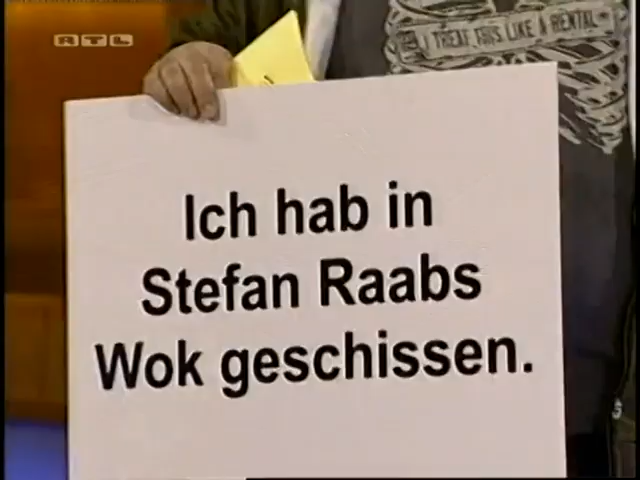 RTL
I TREAT THIS LIKE A RENTAL
Ich hab in
Stefan Raabs
Wok geschissen.